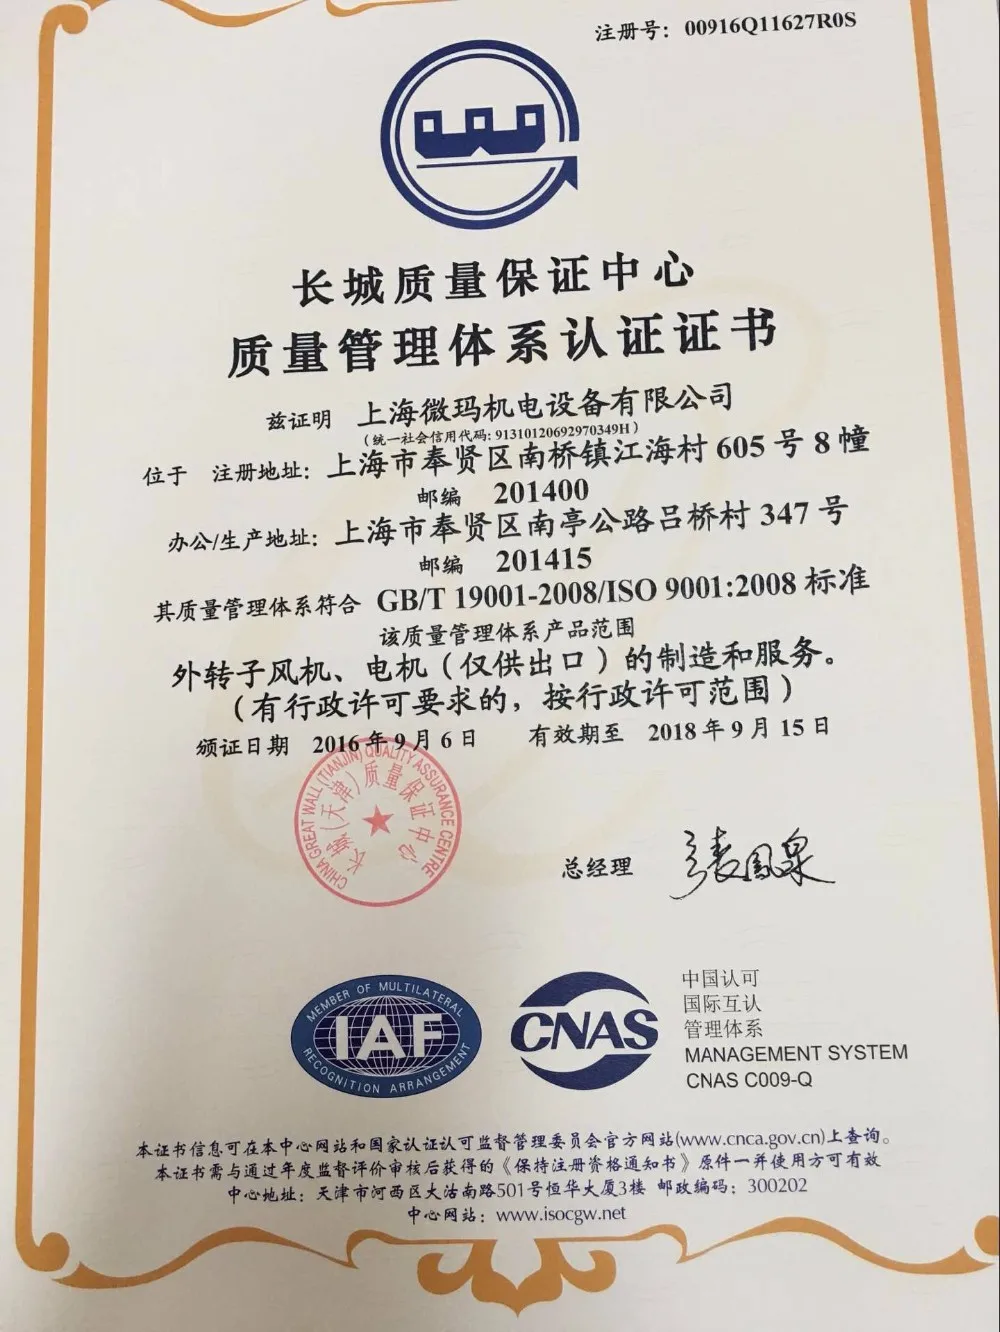 注册号：00916Q11627R0S
长城质量保证中心
质量管理体系认证证书
兹证明 上海微玛机电设备有限公司
（统一社会信用代码：91310120692970349H）
位于 注册地址：上海市奉贤区南桥镇江海村 605 号 8 幢
邮编 201400
办公/生产地址：上海市奉贤区南亭公路吕桥村 347 号
邮编 201415
其质量管理体系符合 GB/T 19001-2008/ISO 9001:2008 标准
该质量管理体系产品范围
外转子风机、电机（仅供出口）的制造和服务。
（有行政许可要求的，按行政许可范围）
颁证日期 2016 年 9 月 6 日 有效期至 2018 年 9 月 15 日
CHINA GREAT WALL (TIANJIN) QUALITY ASSURANCE CENTRE
长城（天津）质量保证中心
总经理 张凤泉
MEMBER OF MULTILATERAL
IAF
RECOGNITION ARRANGEMENT
CNAS
中国认可
国际互认
管理体系
MANAGEMENT SYSTEM
CNAS C009-Q
本证书信息可在本中心网站和国家认证认可监督管理委员会官方网站(www.cnca.gov.cn)上查询。
本证书需与通过年度监督评价审核后获得的《保持注册资格通知书》原件一并使用方可有效
中心地址：天津市河西区大沽南路501号恒华大厦3楼 邮政编码：300202
中心网站：www.isocgw.net